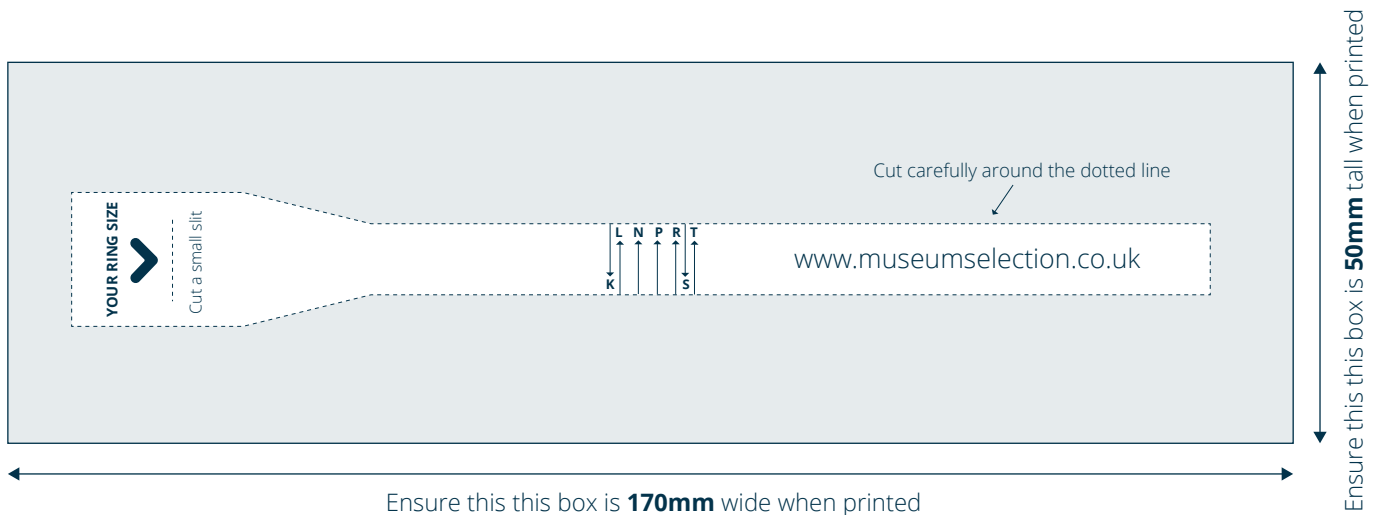 Ensure this this box is 50mm tall when printed
Cut carefully around the dotted line
YOUR RING SIZE
Cut a small slit
L N P R T
K S
www.museumselection.co.uk
Ensure this this box is 170mm wide when printed